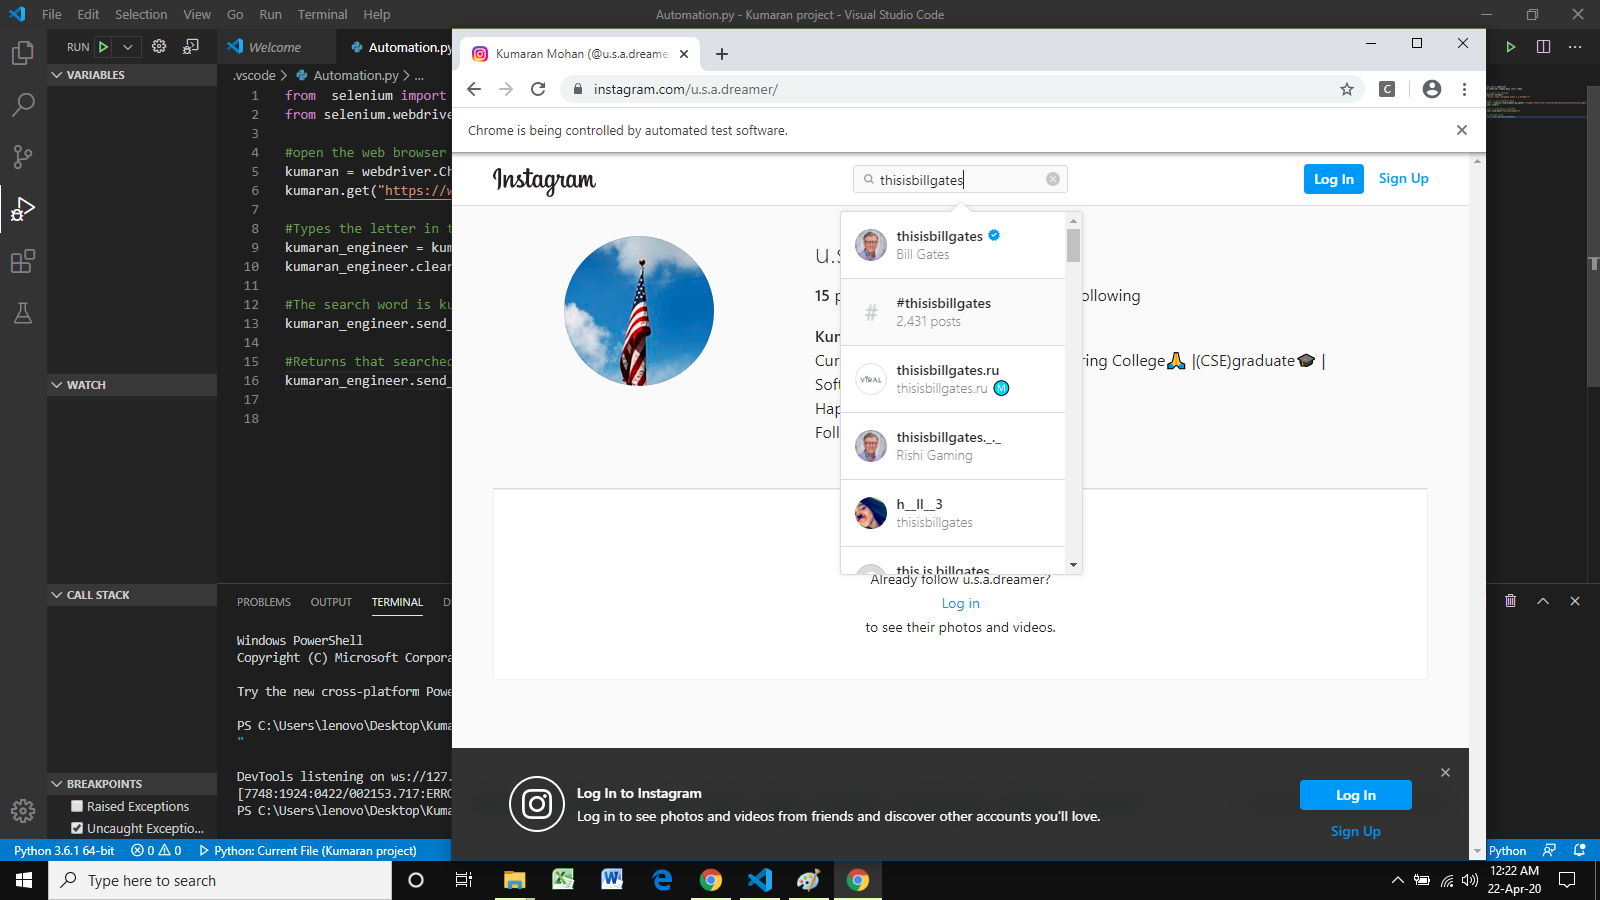 File Edit Selection View Go Run Terminal Help
Automation.py - Kumaran project - Visual Studio Code
RUN
Welcome
Automation.py
VARIABLES
.vscode > Automation.py > ...
1 from selenium import
2 from selenium.webdrive
3
4 #open the web browser
5 kumaran = webdriver.Ch
6 kumaran.get("https://w
7
8 #Types the letter in t
9 kumaran_engineer = kum
10 kumaran_engineer.clear
11
12 #The search word is ku
13 kumaran_engineer.send_
14
15 #Returns that searched
16 kumaran_engineer.send_
17
18
WATCH
CALL STACK
BREAKPOINTS
Raised Exceptions
Uncaught Exceptio...
PROBLEMS OUTPUT TERMINAL D
Windows PowerShell
Copyright (C) Microsoft Corpora
Try the new cross-platform Powe
PS C:\Users\lenovo\Desktop\Kuma
"
DevTools listening on ws://127.
[7748:1924:0422/002153.717:ERRO
PS C:\Users\lenovo\Desktop\Kuma
Kumaran Mohan (@u.s.a.dreamer
instagram.com/u.s.a.dreamer/
C
Chrome is being controlled by automated test software.
Instagram
thisisbillgates
Log In
Sign Up
thisisbillgates
Bill Gates
#
#thisisbillgates
2,431 posts
VIRAL
thisisbillgates.ru
thisisbillgates.ru M
thisisbillgates._._
Rishi Gaming
h__ll__3
thisisbillgates
this is billgates
u.s
15 p
ollowing
Kur
Cur
ring College🙏 |(CSE)graduate🎓 |
Soft
Hap
Foll
Already follow u.s.a.dreamer?
Log in
to see their photos and videos.
Log In to Instagram
Log in to see photos and videos from friends and discover other accounts you'll love.
Log In
Sign Up
Python 3.6.1 64-bit
0 0
Python: Current File (Kumaran project)
Python
Type here to search
12:22 AM
22-Apr-20